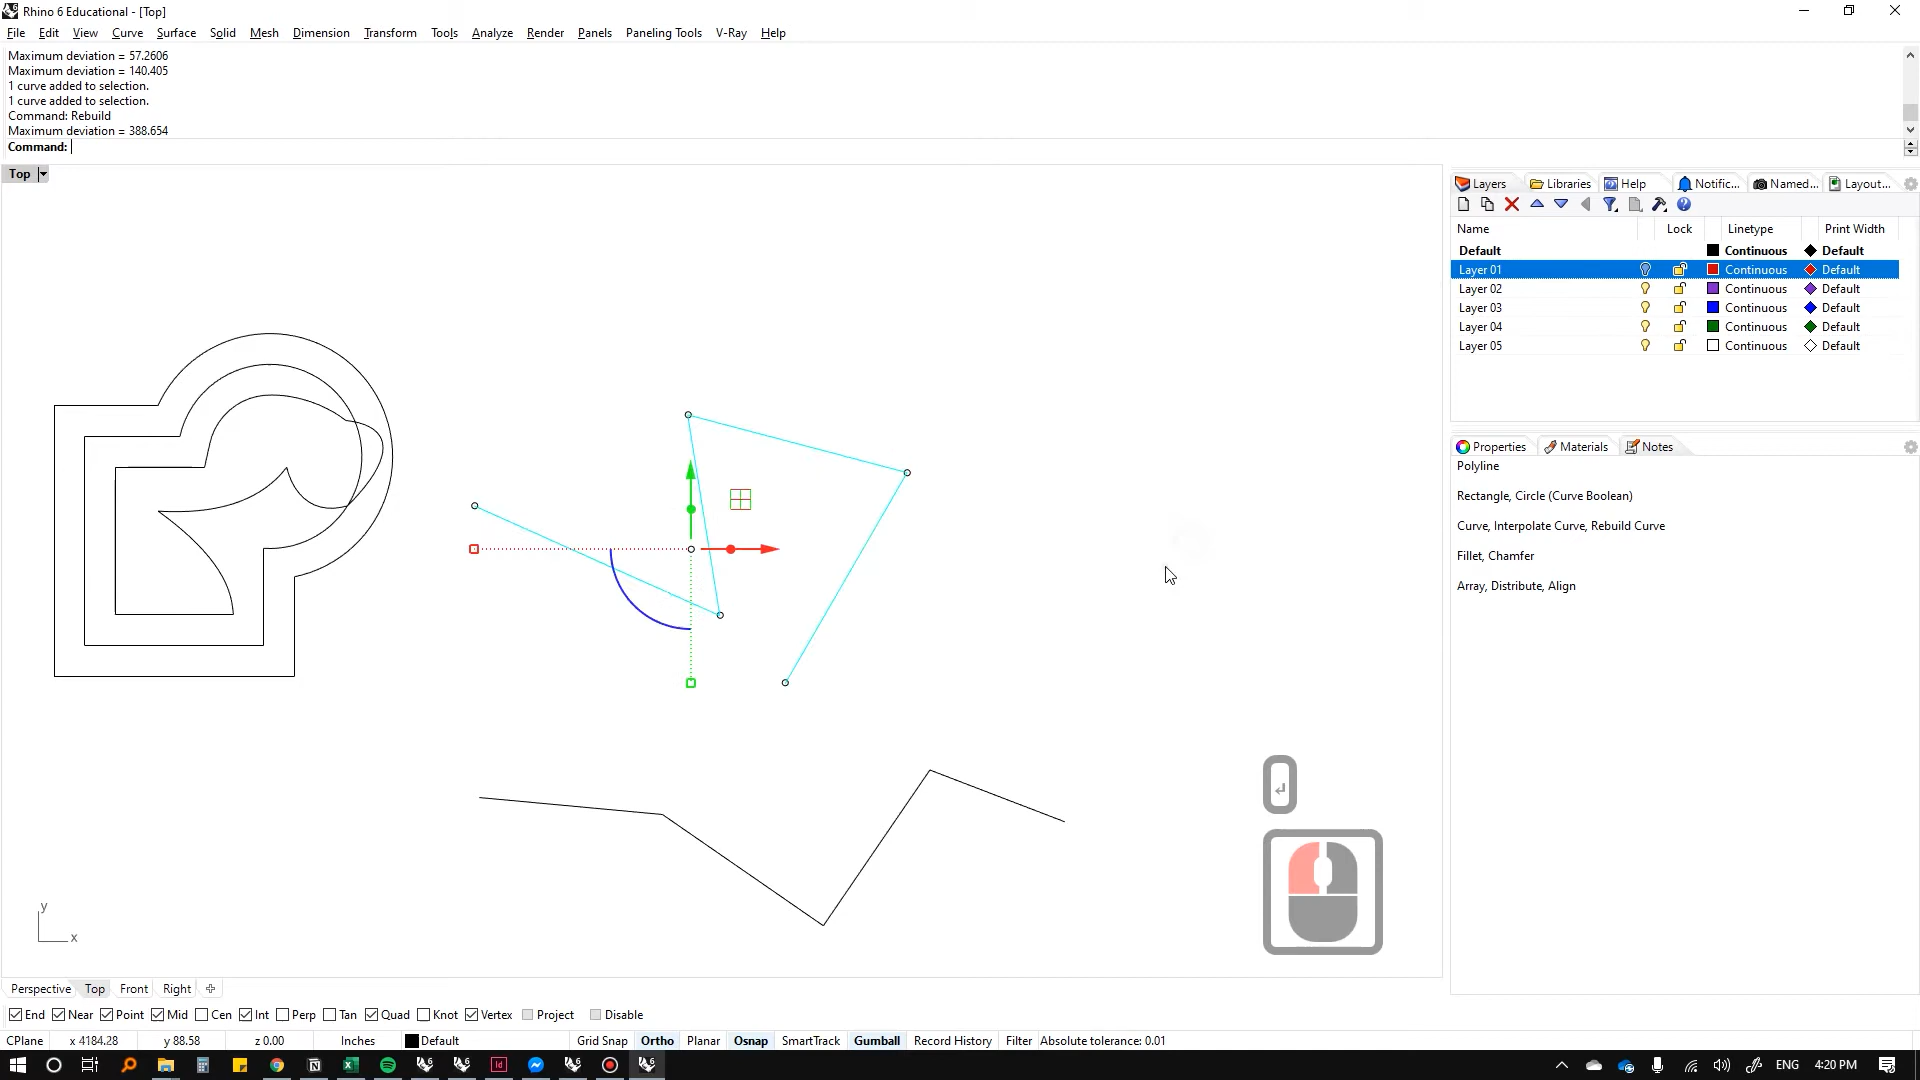 Rhino 6 Educational - [Top]
File Edit View Curve Surface Solid Mesh Dimension Transform Tools Analyze Render Panels Paneling Tools V-Ray Help
Maximum deviation = 57.2606
Maximum deviation = 140.405
1 curve added to selection.
1 curve added to selection.
Command: Rebuild
Maximum deviation = 388.654
Command:
Top
Layers Libraries Help Notific... Named... Layout...
Name Lock Linetype Print Width
Default Continuous Default
Layer 01 Continuous Default
Layer 02 Continuous Default
Layer 03 Continuous Default
Layer 04 Continuous Default
Layer 05 Continuous Default
Properties Materials Notes
Polyline
Rectangle, Circle (Curve Boolean)
Curve, Interpolate Curve, Rebuild Curve
Fillet, Chamfer
Array, Distribute, Align
y
x
Perspective Top Front Right
End Near Point Mid Cen Int Perp Tan Quad Knot Vertex Project Disable
CPlane x 4184.28 y 88.58 z 0.00 Inches Default Grid Snap Ortho Planar Osnap SmartTrack Gumball Record History Filter Absolute tolerance: 0.01
ENG 4:20 PM